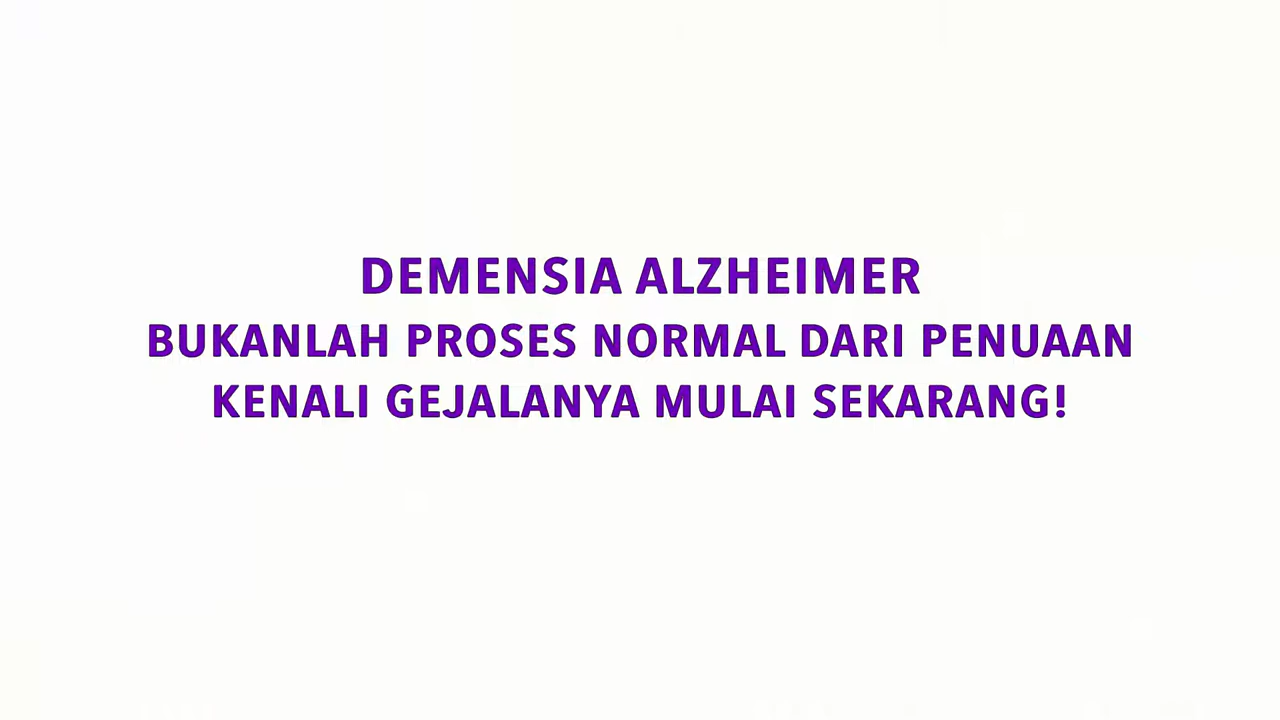 DEMENSIA ALZHEIMER
BUKANLAH PROSES NORMAL DARI PENUAAN
KENALI GEJALANYA MULAI SEKARANG!